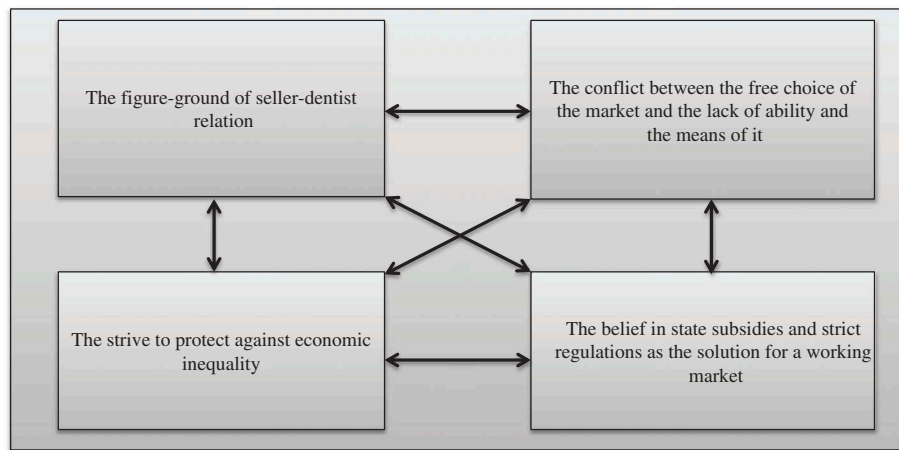 The figure-ground of seller-dentist
relation
The conflict between the free choice of
the market and the lack of ability and
the means of it
The strive to protect against economic
inequality
The belief in state subsidies and strict
regulations as the solution for a working
market